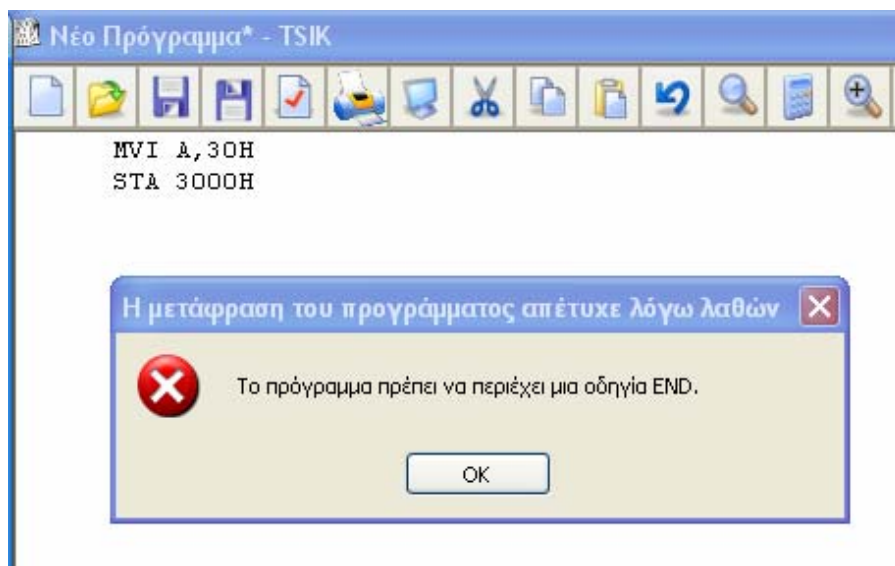 Νέο Πρόγραμμα* - TSIK
MVI A,30H
STA 3000H
Η μετάφραση του προγράμματος απέτυχε λόγω λαθών
Το πρόγραμμα πρέπει να περιέχει μια οδηγία END.
OK